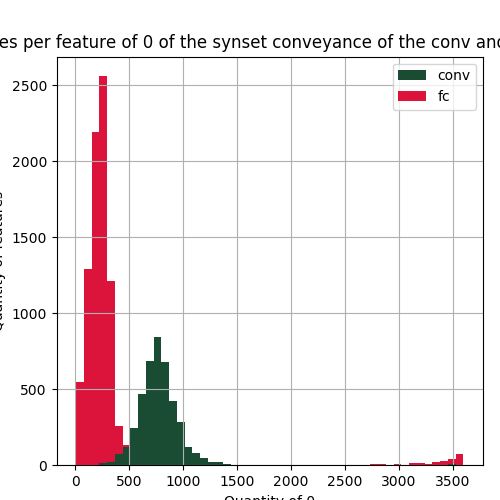 es per feature of 0 of the synset conveyance of the conv and
conv
fc
2500
2000
1500
1000
500
0
Quantity of features
0 500 1000 1500 2000 2500 3000 3500
Quantity of 0